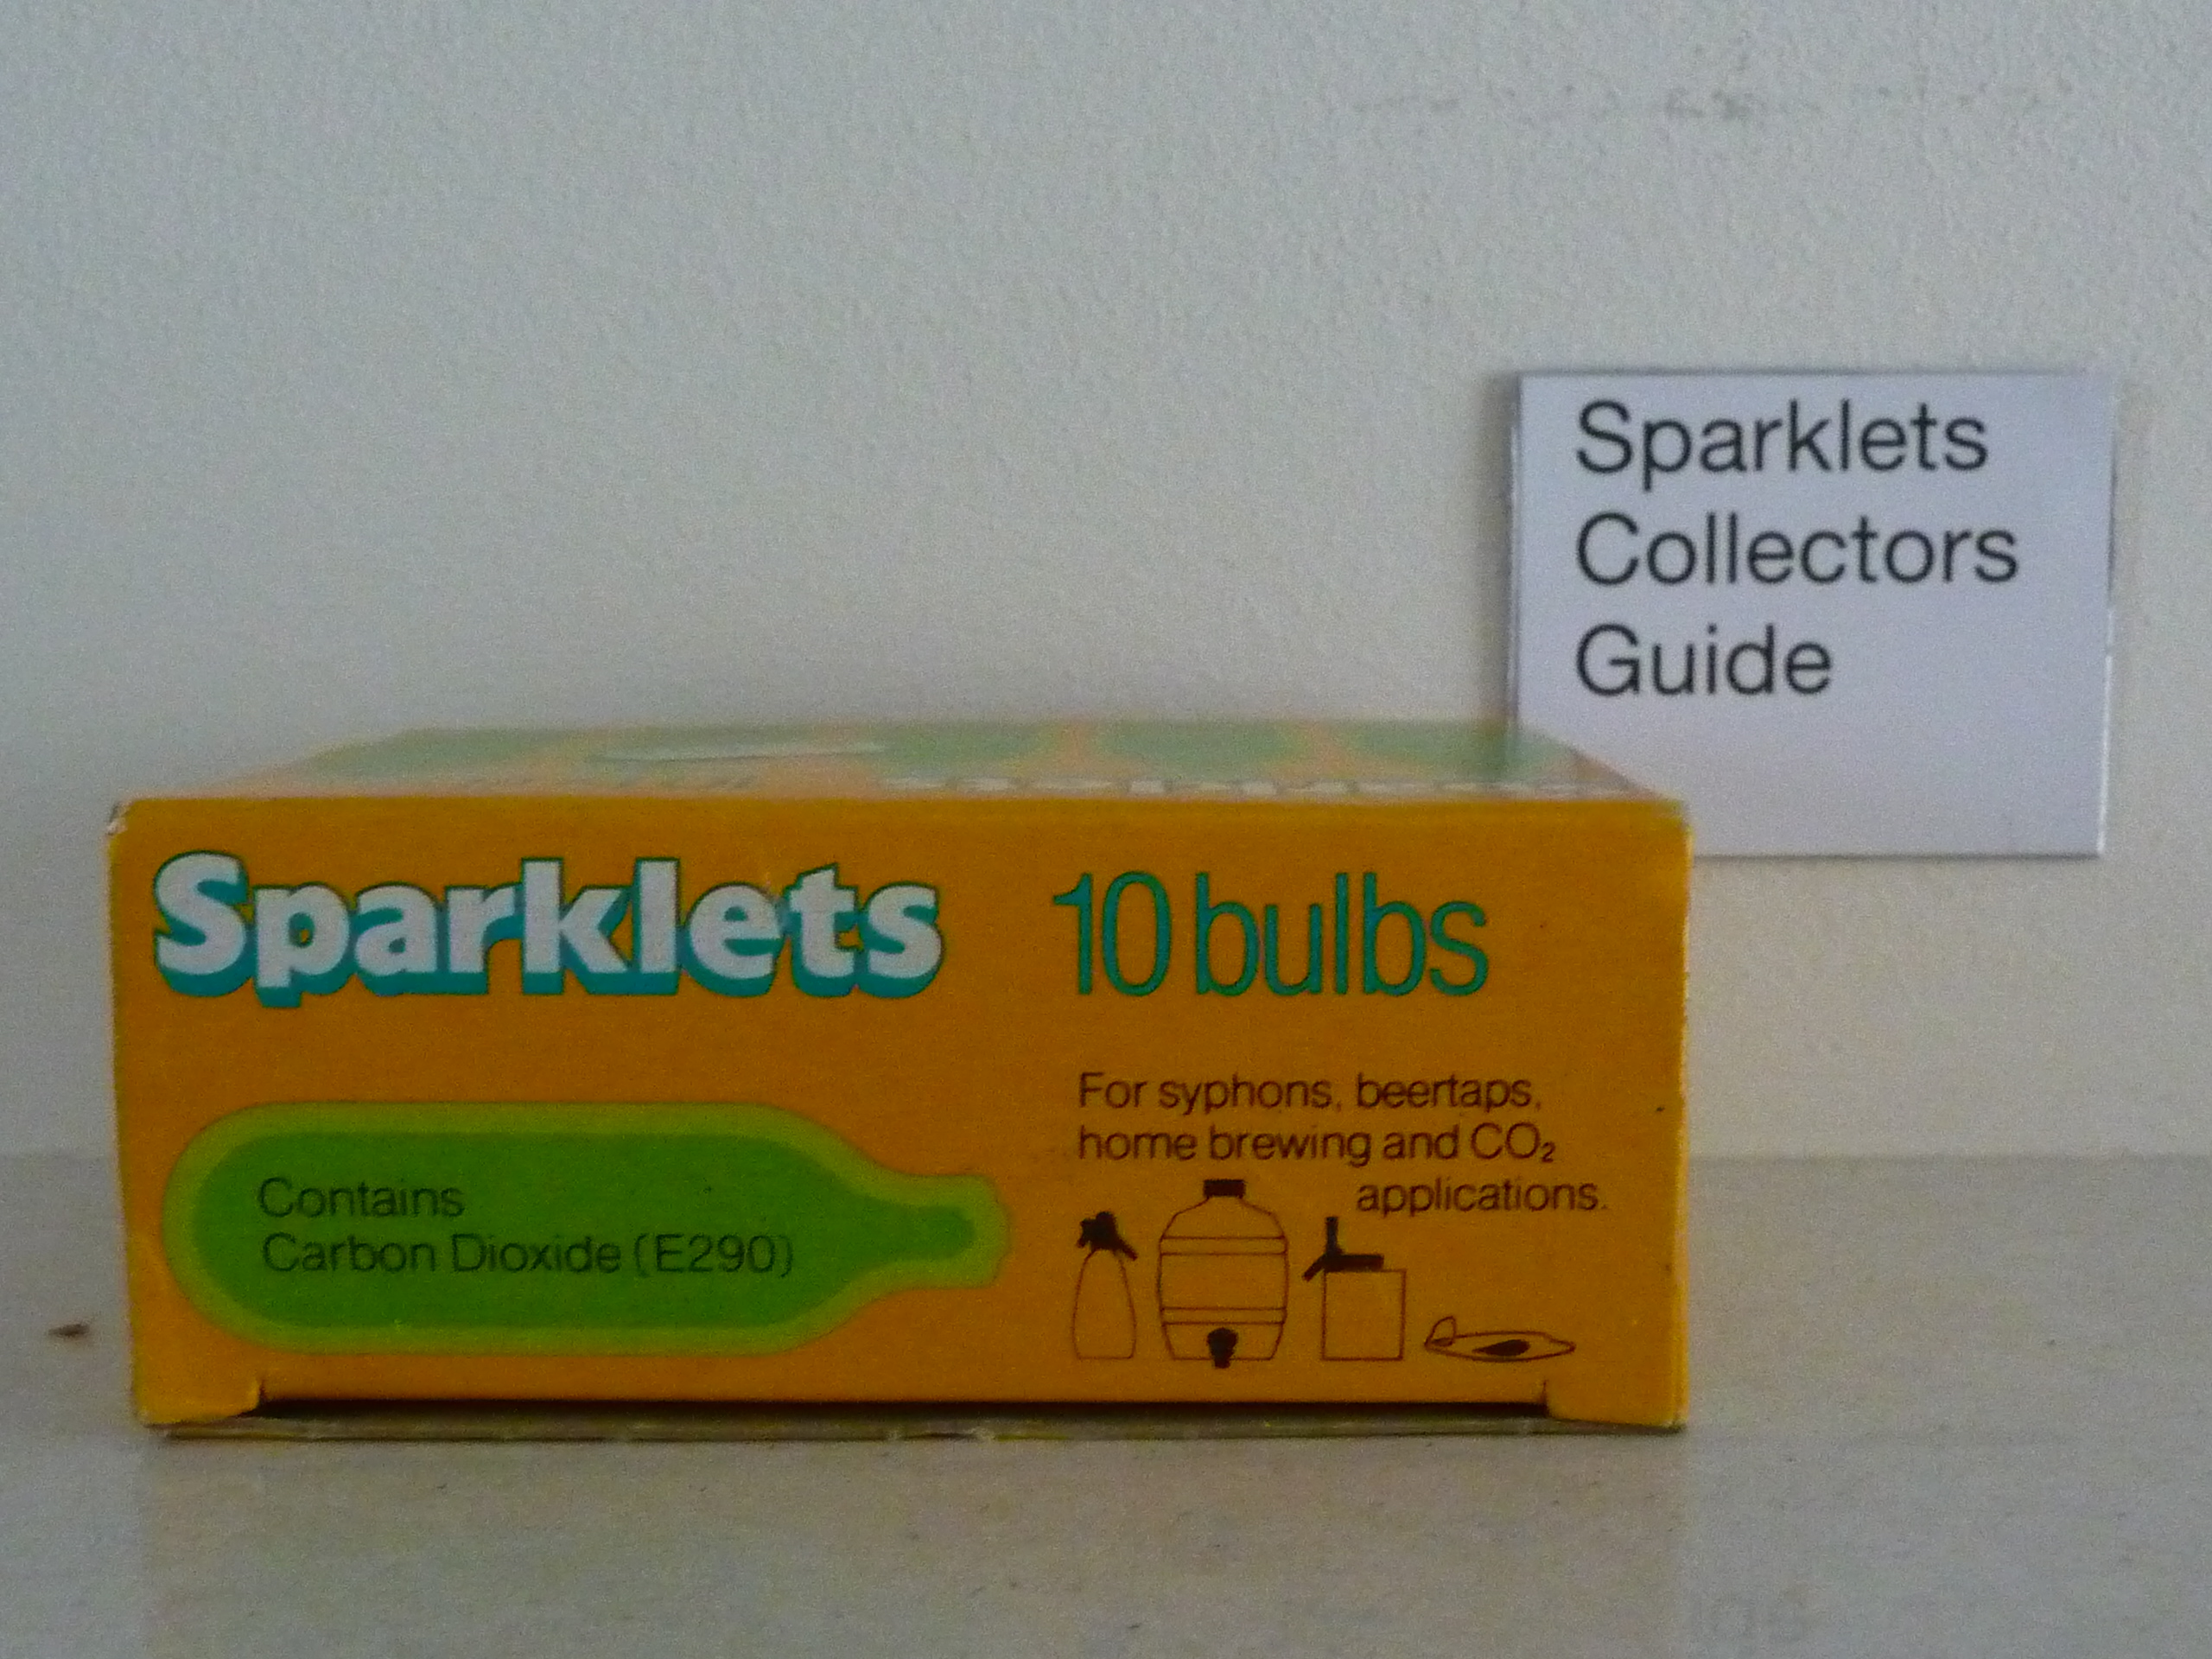 Sparklets
Collectors
Guide
Sparklets 10 bulbs
For syphons, beertaps,
home brewing and CO₂
applications.
Contains
Carbon Dioxide (E290)